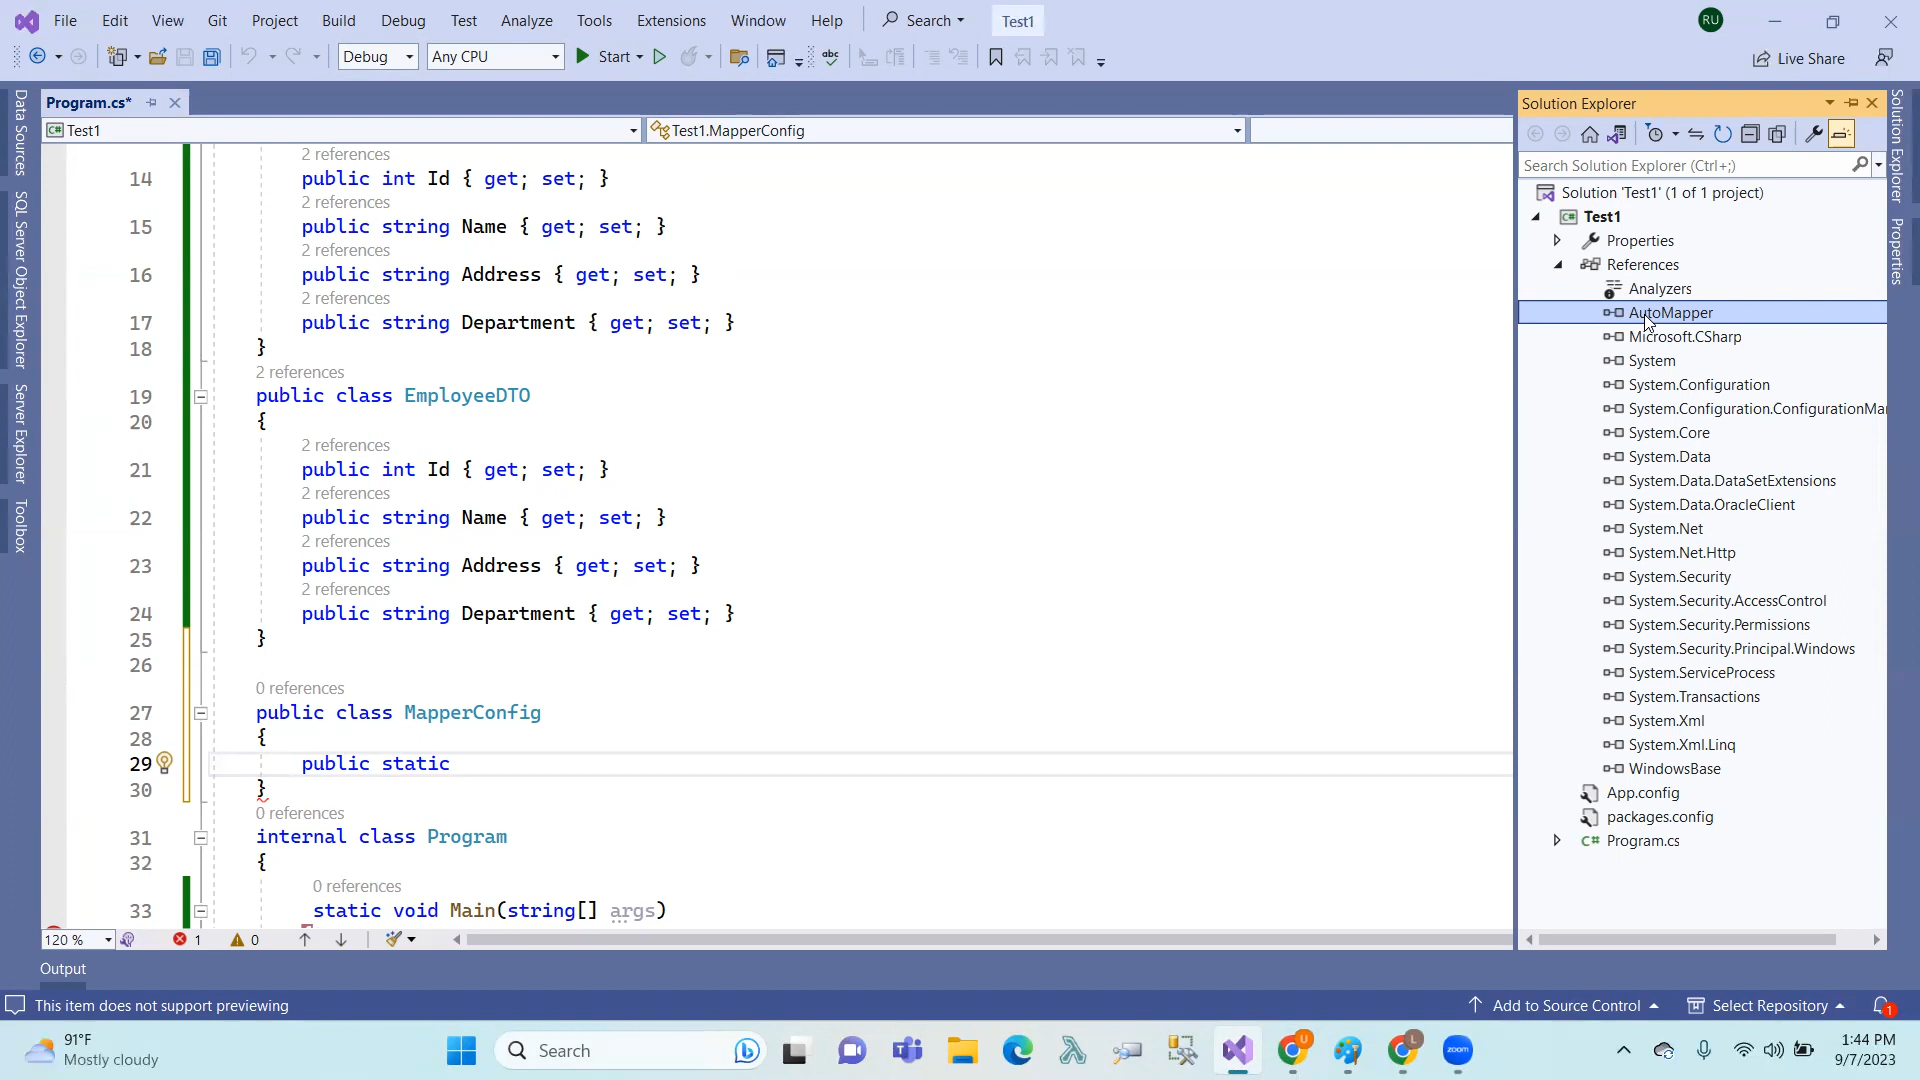 File Edit View Git Project Build Debug Test Analyze Tools Extensions Window Help Search Test1 RU
Debug Any CPU Start abc Live Share
Program.cs*
C# Test1 Test1.MapperConfig
2 references
14 public int Id { get; set; }
2 references
15 public string Name { get; set; }
2 references
16 public string Address { get; set; }
2 references
17 public string Department { get; set; }
18 }
2 references
19 public class EmployeeDTO
20 {
2 references
21 public int Id { get; set; }
2 references
22 public string Name { get; set; }
2 references
23 public string Address { get; set; }
2 references
24 public string Department { get; set; }
25 }
26
0 references
27 public class MapperConfig
28 {
29 public static
30 }
0 references
31 internal class Program
32 {
0 references
33 static void Main(string[] args)
120 % 1 0
Output
Data Sources
SQL Server Object Explorer
Server Explorer
Toolbox
Solution Explorer
Search Solution Explorer (Ctrl+;)
Solution 'Test1' (1 of 1 project)
C# Test1
Properties
References
Analyzers
AutoMapper
Microsoft.CSharp
System
System.Configuration
System.Configuration.ConfigurationMa
System.Core
System.Data
System.Data.DataSetExtensions
System.Data.OracleClient
System.Net
System.Net.Http
System.Security
System.Security.AccessControl
System.Security.Permissions
System.Security.Principal.Windows
System.ServiceProcess
System.Transactions
System.Xml
System.Xml.Linq
WindowsBase
App.config
packages.config
C# Program.cs
Solution Explorer
Properties
This item does not support previewing Add to Source Control Select Repository 1
91°F
Mostly cloudy
Search
U
L
zoom
1:44 PM
9/7/2023